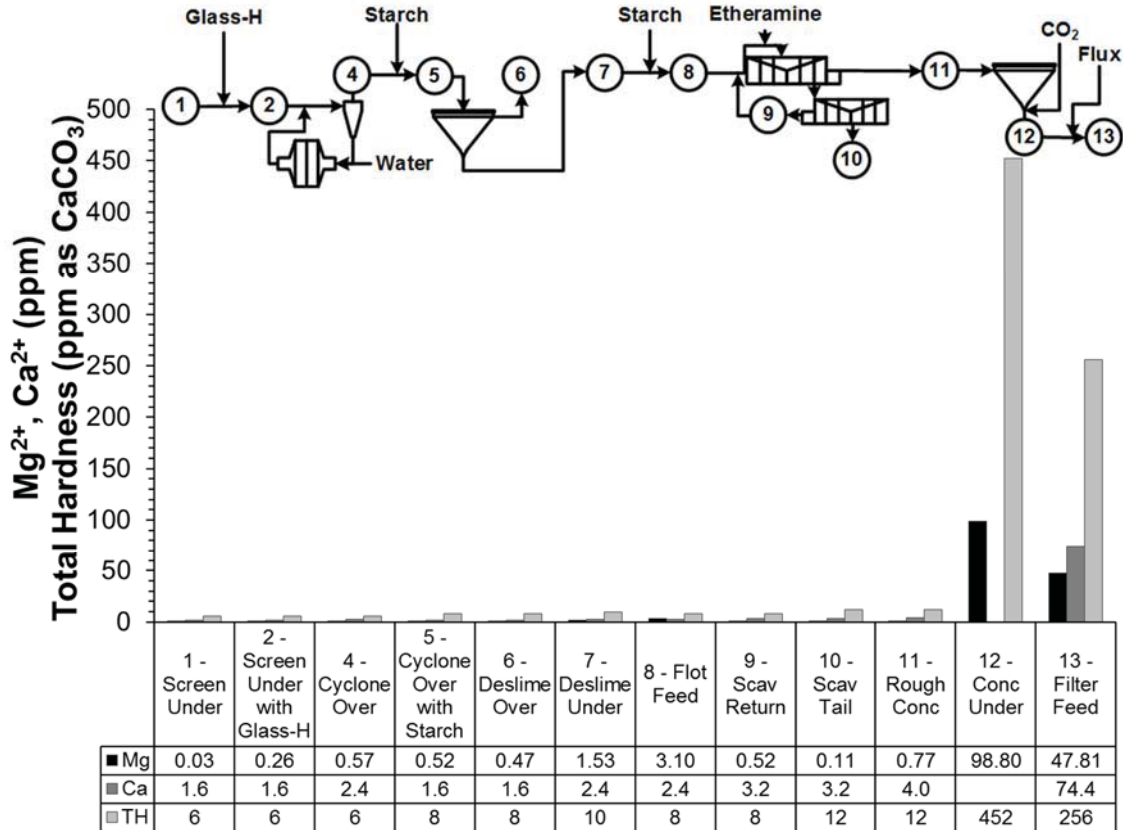 Glass-H
Starch
Starch
Etheramine
CO₂
Flux
1
2
4
5
6
7
8
9
10
11
12
13
Water
Mg²⁺, Ca²⁺ (ppm)
Total Hardness (ppm as CaCO₃)
500
450
400
350
300
250
200
150
100
50
0
1 - Screen Under
2 - Screen Under with Glass-H
4 - Cyclone Over
5 - Cyclone Over with Starch
6 - Deslime Over
7 - Deslime Under
8 - Flot Feed
9 - Scav Return
10 - Scav Tail
11 - Rough Conc
12 - Conc Under
13 - Filter Feed
Mg 0.03 0.26 0.57 0.52 0.47 1.53 3.10 0.52 0.11 0.77 98.80 47.81
Ca 1.6 1.6 2.4 1.6 1.6 2.4 2.4 3.2 3.2 4.0 74.4
TH 6 6 6 8 8 10 8 8 12 12 452 256